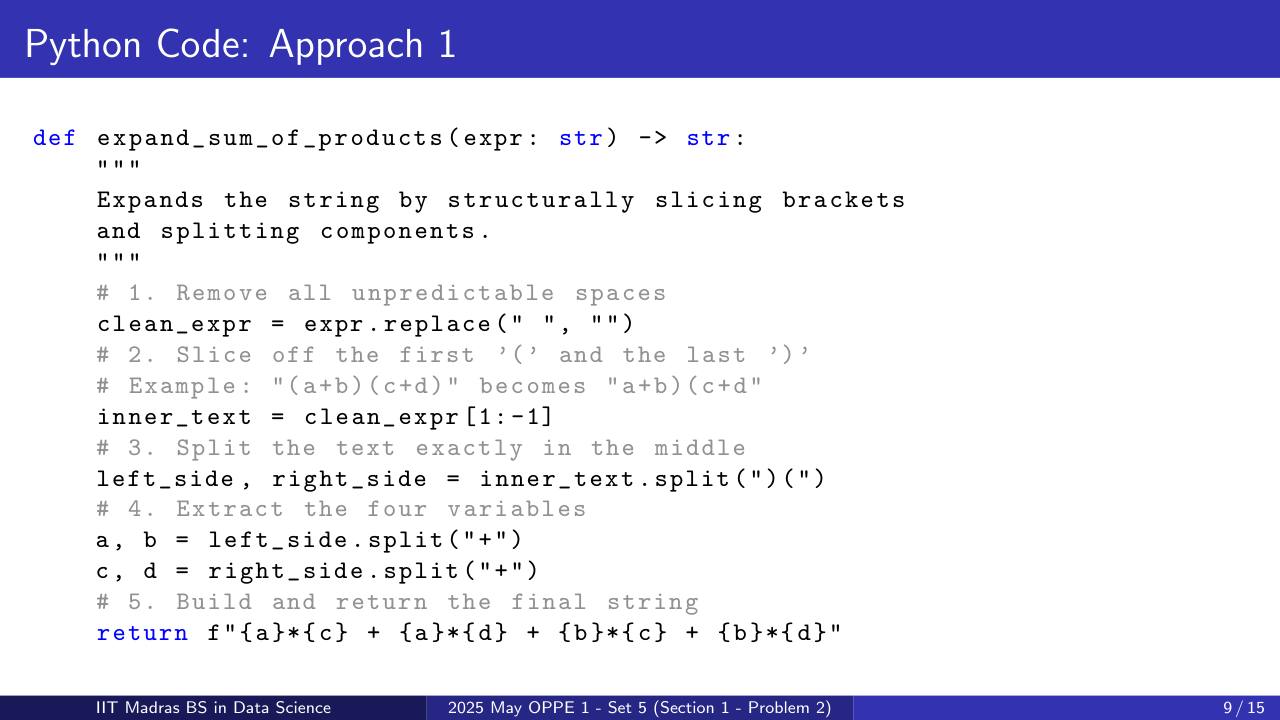 Python Code: Approach 1
def expand_sum_of_products(expr: str) -> str:
    """
    Expands the string by structurally slicing brackets
    and splitting components.
    """
    # 1. Remove all unpredictable spaces
    clean_expr = expr.replace(" ", "")
    # 2. Slice off the first '(' and the last ')'
    # Example: "(a+b)(c+d)" becomes "a+b)(c+d"
    inner_text = clean_expr[1:-1]
    # 3. Split the text exactly in the middle
    left_side, right_side = inner_text.split(")(")
    # 4. Extract the four variables
    a, b = left_side.split("+")
    c, d = right_side.split("+")
    # 5. Build and return the final string
    return f"{a}*{c} + {a}*{d} + {b}*{c} + {b}*{d}"
IIT Madras BS in Data Science
2025 May OPPE 1 - Set 5 (Section 1 - Problem 2)
9 / 15